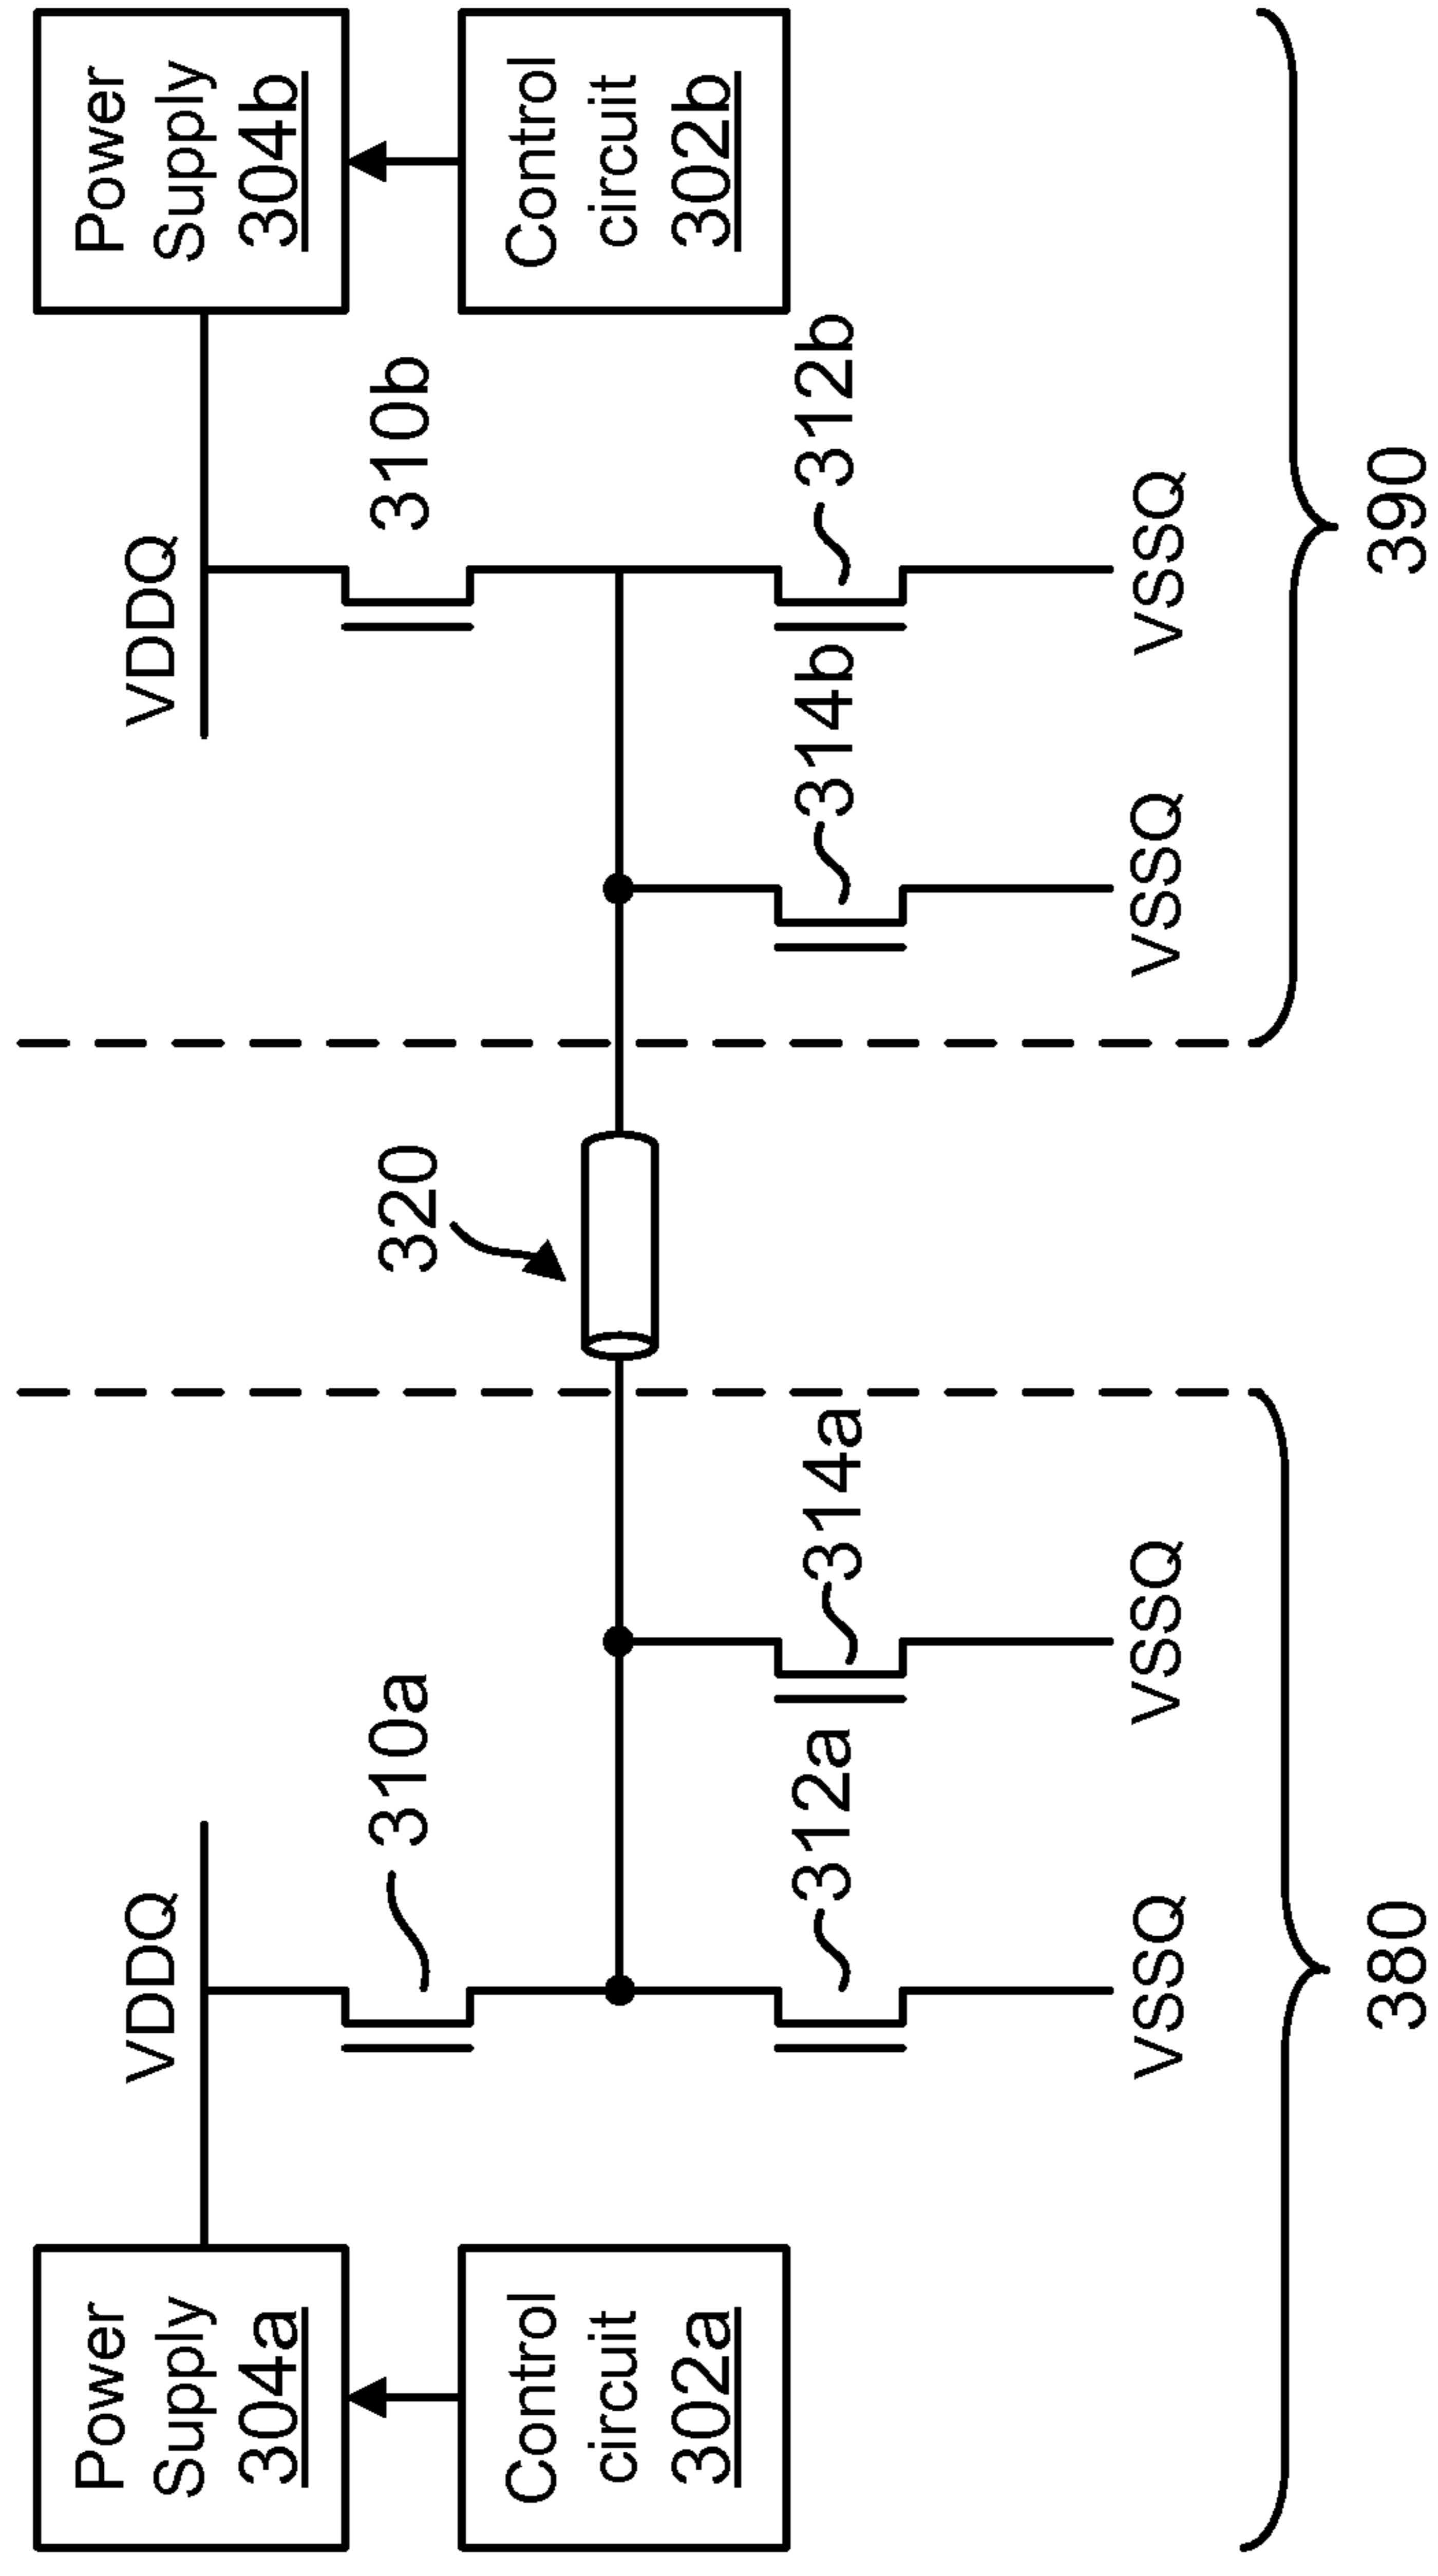 Power
Supply
304a
Control
circuit
302a
VDDQ
310a
312a
VSSQ
314a
VSSQ
320
VDDQ
310b
314b
VSSQ
312b
VSSQ
Power
Supply
304b
Control
circuit
302b
380
390